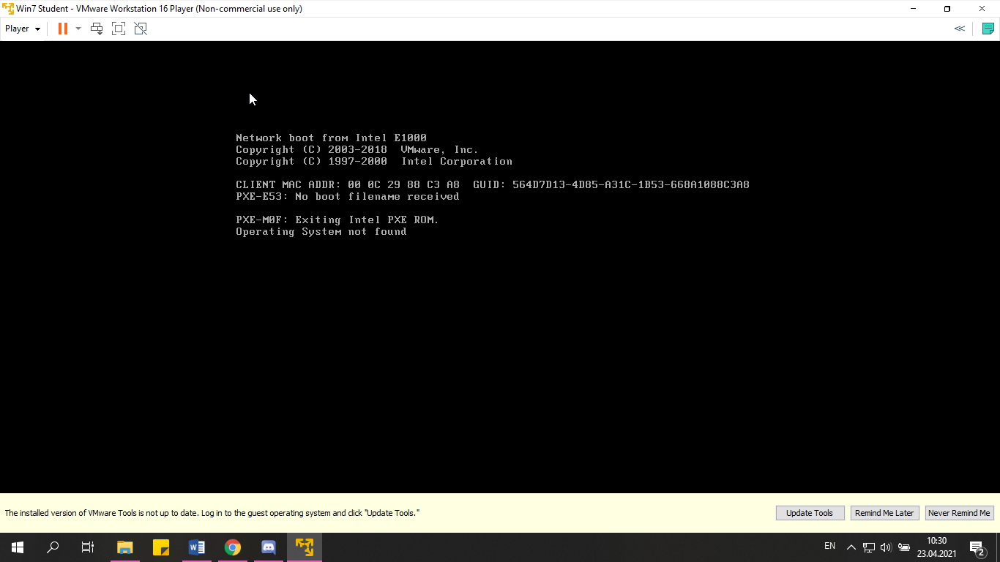 Win7 Student - VMware Workstation 16 Player (Non-commercial use only)
Player
Network boot from Intel E1000
Copyright (C) 2003-2018  VMware, Inc.
Copyright (C) 1997-2000  Intel Corporation
CLIENT MAC ADDR: 00 0C 29 88 C3 A8  GUID: 564D7D13-4D85-A31C-1B53-668A1088C3A8
PXE-E53: No boot filename received
PXE-M0F: Exiting Intel PXE ROM.
Operating System not found
The installed version of VMware Tools is not up to date. Log in to the guest operating system and click "Update Tools."
Update Tools
Remind Me Later
Never Remind Me
EN
10:30
23.04.2021
2